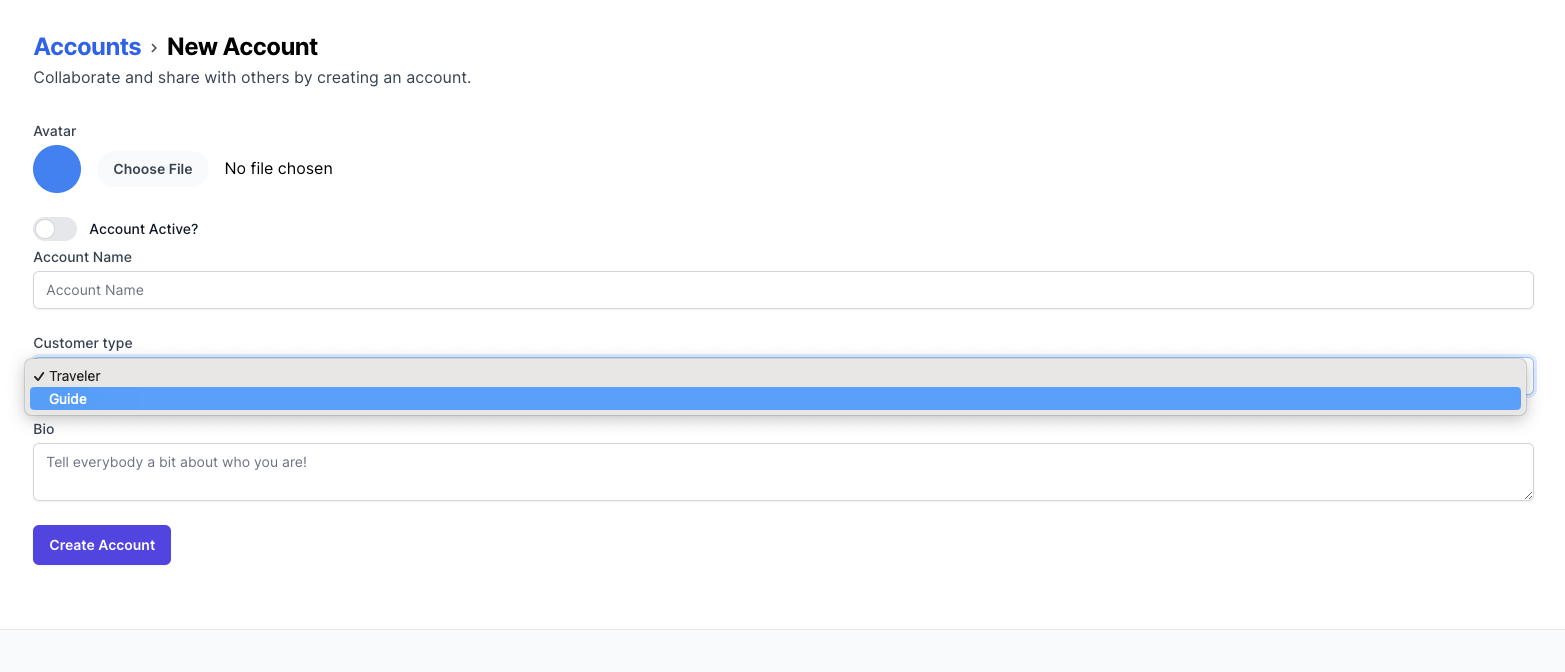 Accounts › New Account
Collaborate and share with others by creating an account.
Avatar
Choose File No file chosen
Account Active?
Account Name
Account Name
Customer type
✓ Traveler
Guide
Bio
Tell everybody a bit about who you are!
Create Account